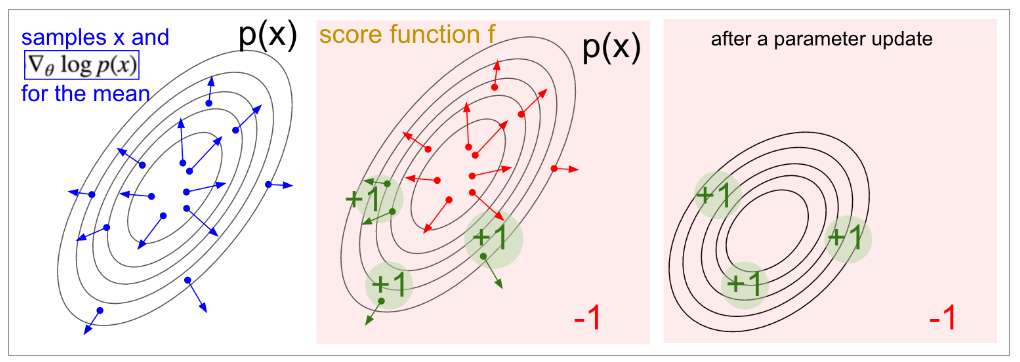 samples x and
∇θ log p(x)
for the mean
p(x)
score function f
p(x)
+1
+1
+1
-1
after a parameter update
+1
+1
+1
-1